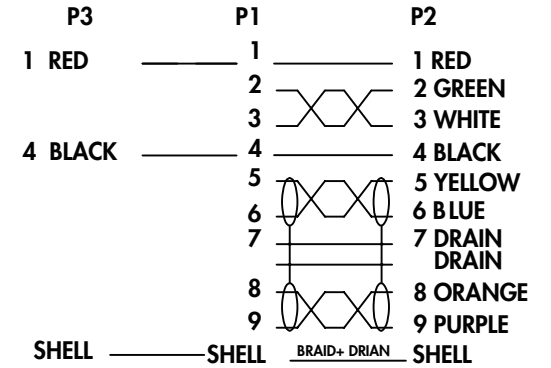 P3 P1 P2
1 RED 1 1 RED
2 2 GREEN
3 3 WHITE
4 BLACK 4 4 BLACK
5 5 YELLOW
6 6 BLUE
7 7 DRAIN
DRAIN
8 8 ORANGE
9 9 PURPLE
SHELL SHELL BRAID+ DRIAN SHELL